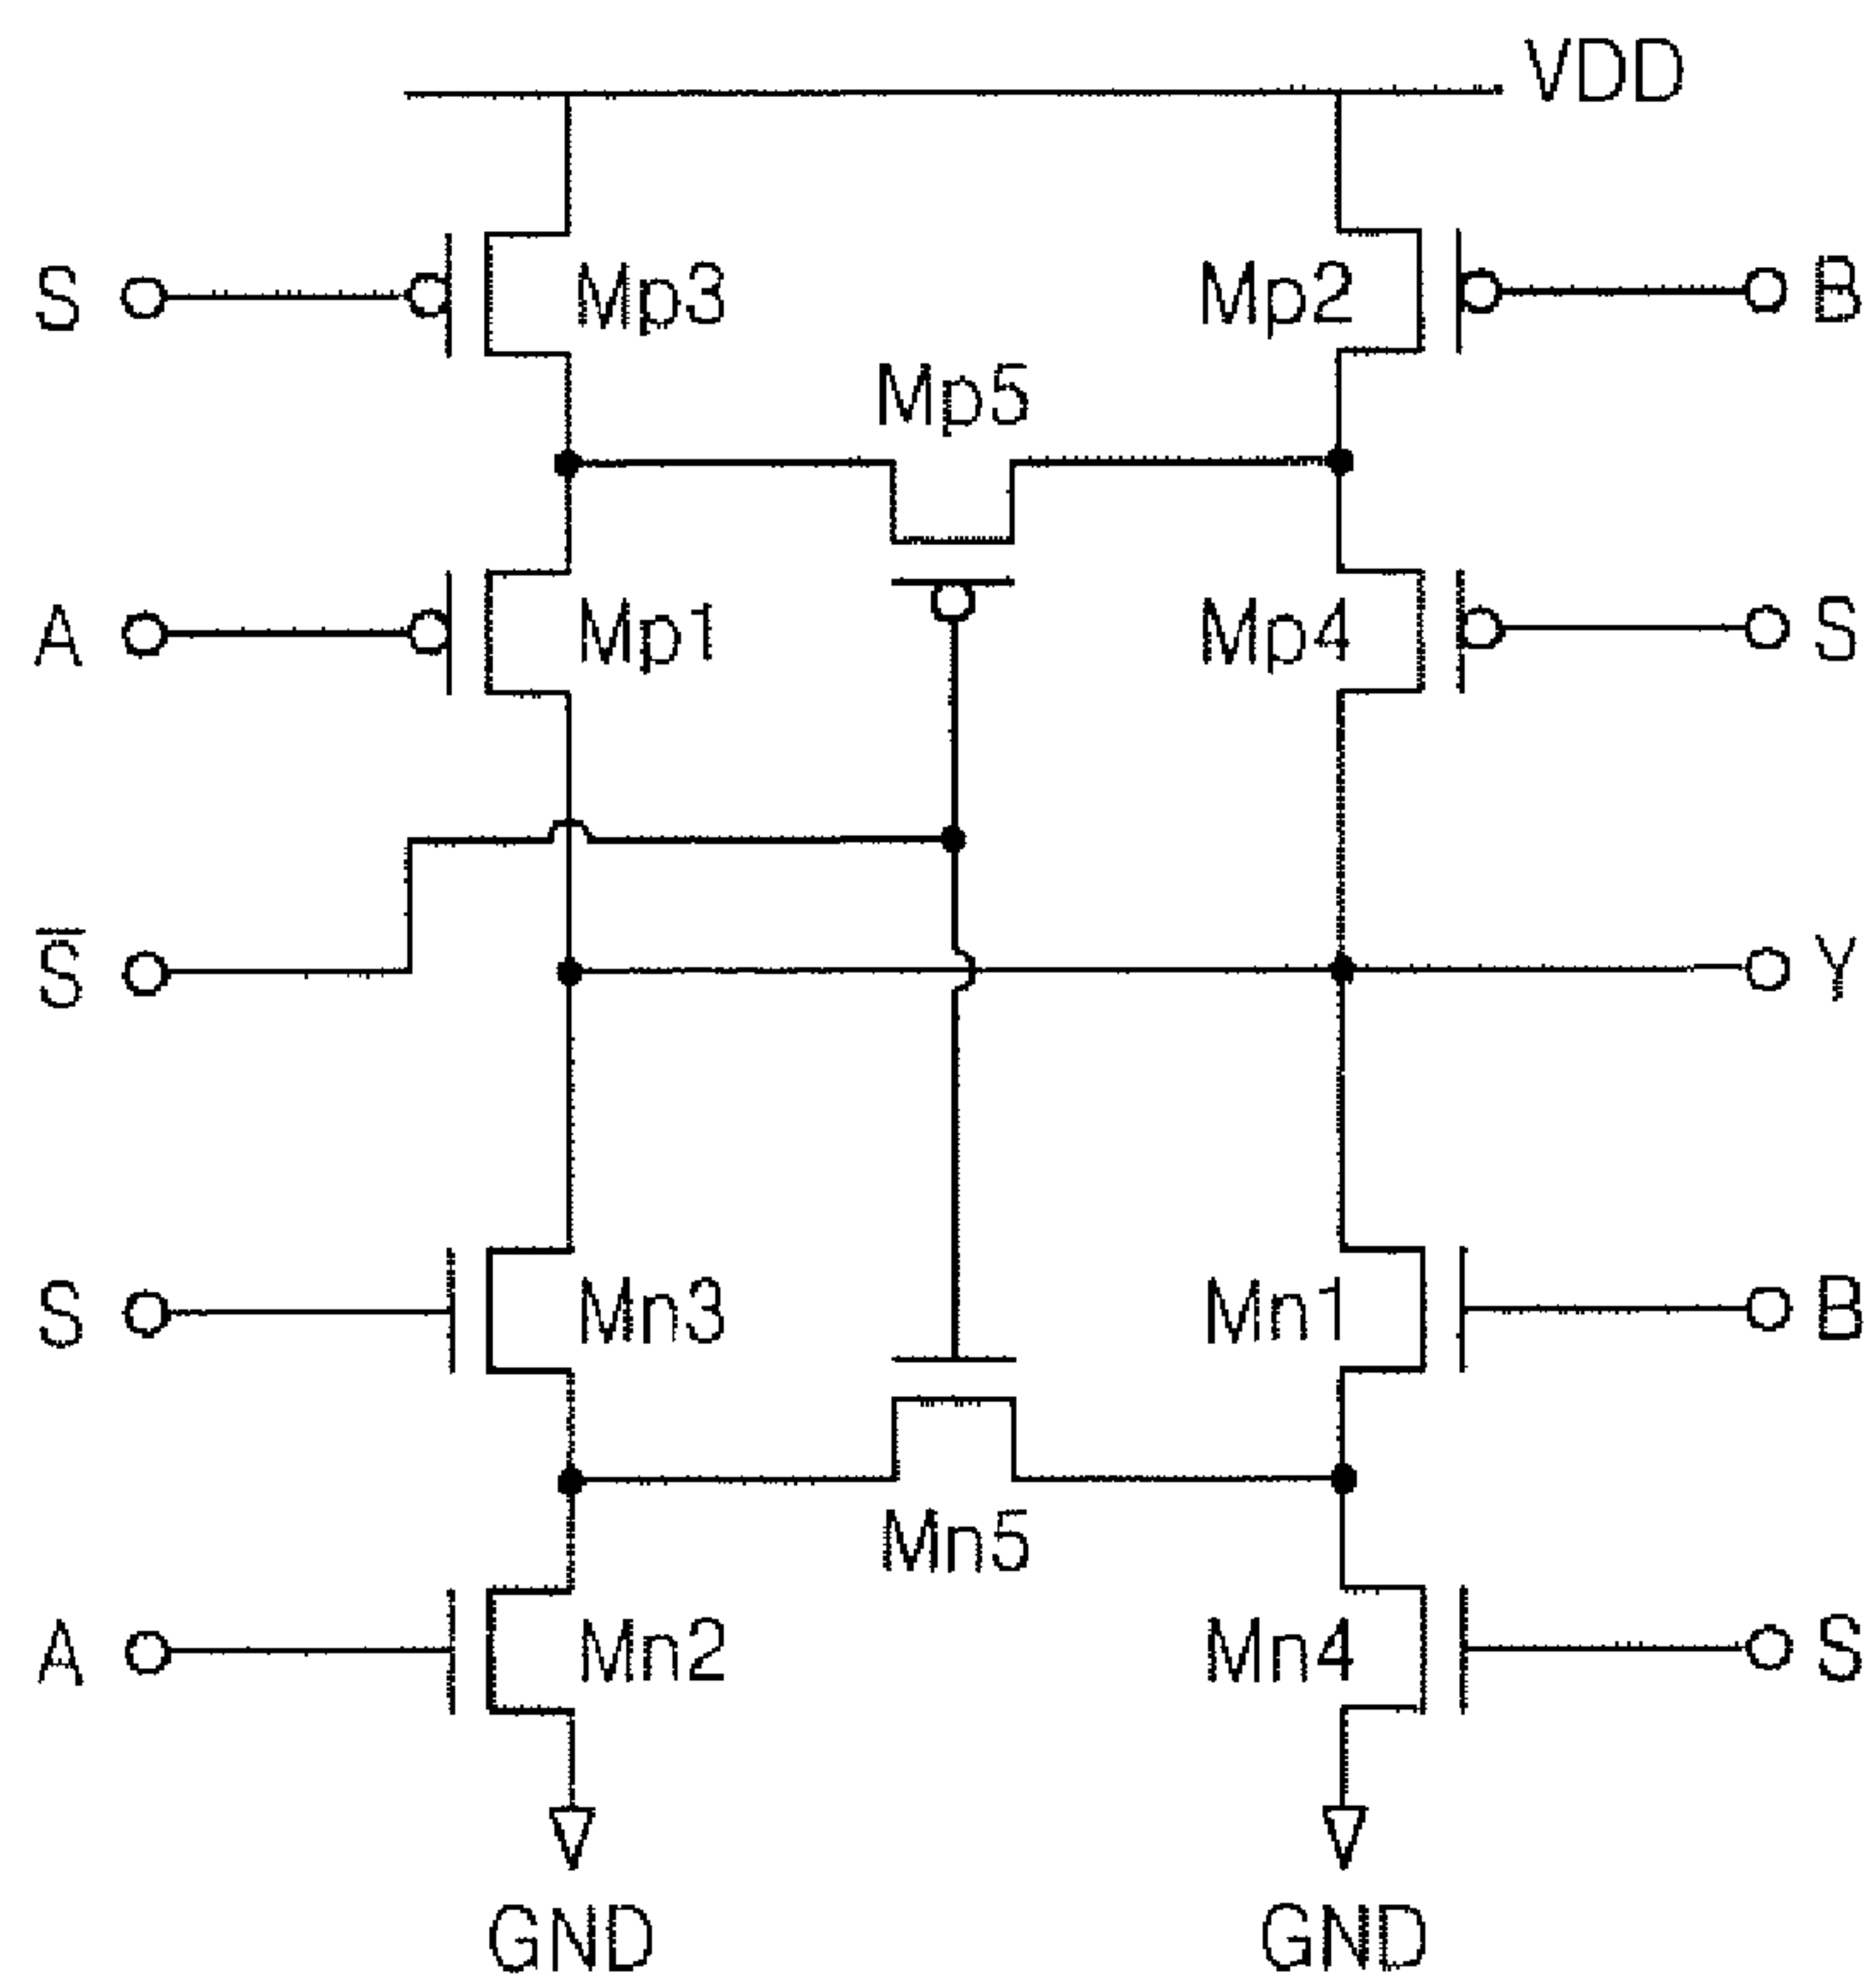 VDD
S Mp3 Mp2 B
Mp5
A Mp1 Mp4 S
S̅ Y
S Mn3 Mn1 B
Mn5
A Mn2 Mn4 S
GND GND